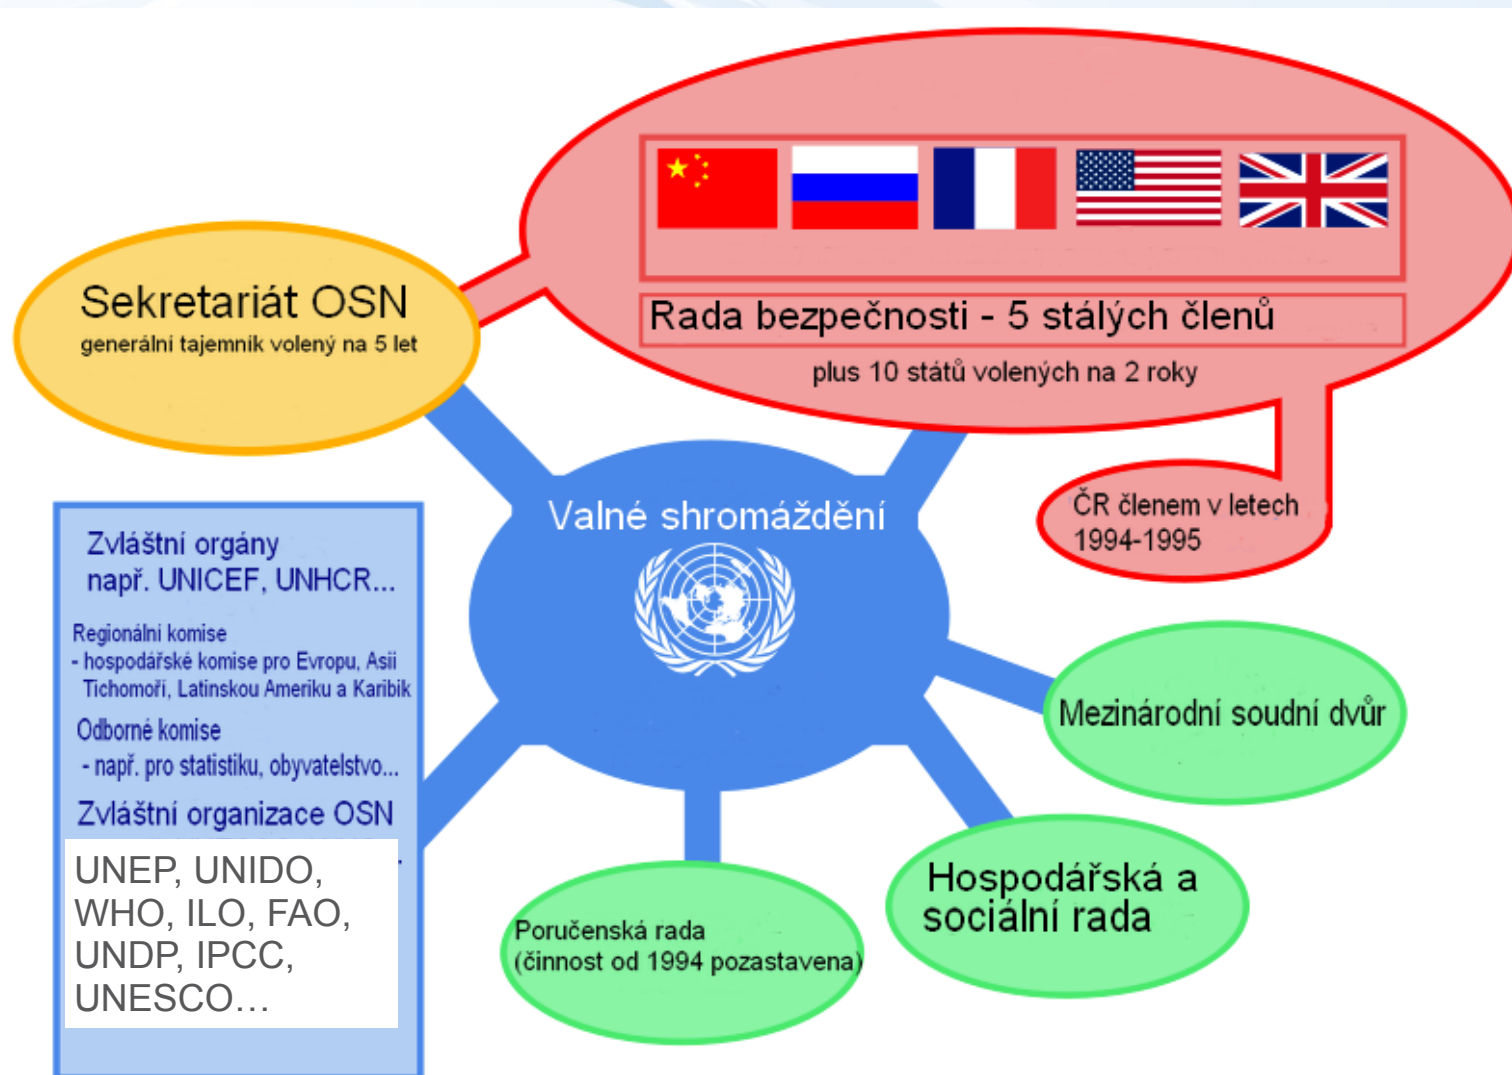 Sekretariát OSN
generální tajemník volený na 5 let
Rada bezpečnosti - 5 stálých členů
plus 10 států volených na 2 roky
ČR členem v letech
1994-1995
Valné shromáždění
Zvláštní orgány
např. UNICEF, UNHCR...
Regionální komise
- hospodářské komise pro Evropu, Asii
Tichomoří, Latinskou Ameriku a Karibik
Odborné komise
- např. pro statistiku, obyvatelstvo...
Zvláštní organizace OSN
UNEP, UNIDO,
WHO, ILO, FAO,
UNDP, IPCC,
UNESCO…
Mezinárodní soudní dvůr
Hospodářská a
sociální rada
Poručenská rada
(činnost od 1994 pozastavena)